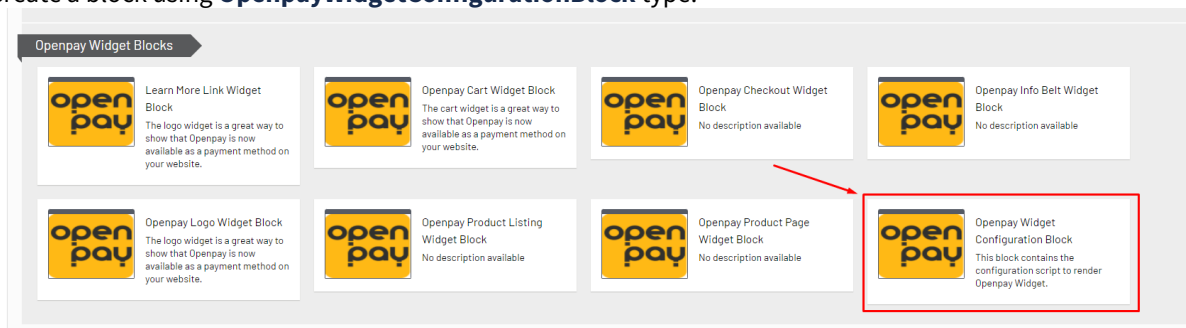 create a block using OpenpayWidgetConfigurationBlock type.
Openpay Widget Blocks
open
pay
Learn More Link Widget
Block
The logo widget is a great way to
show that Openpay is now
available as a payment method on
your website.
open
pay
Openpay Cart Widget Block
The cart widget is a great way to
show that Openpay is now
available as a payment method on
your website.
open
pay
Openpay Checkout Widget
Block
No description available
open
pay
Openpay Info Belt Widget
Block
No description available
open
pay
Openpay Logo Widget Block
The logo widget is a great way to
show that Openpay is now
available as a payment method on
your website.
open
pay
Openpay Product Listing
Widget Block
No description available
open
pay
Openpay Product Page
Widget Block
No description available
open
pay
Openpay Widget
Configuration Block
This block contains the
configuration script to render
Openpay Widget.